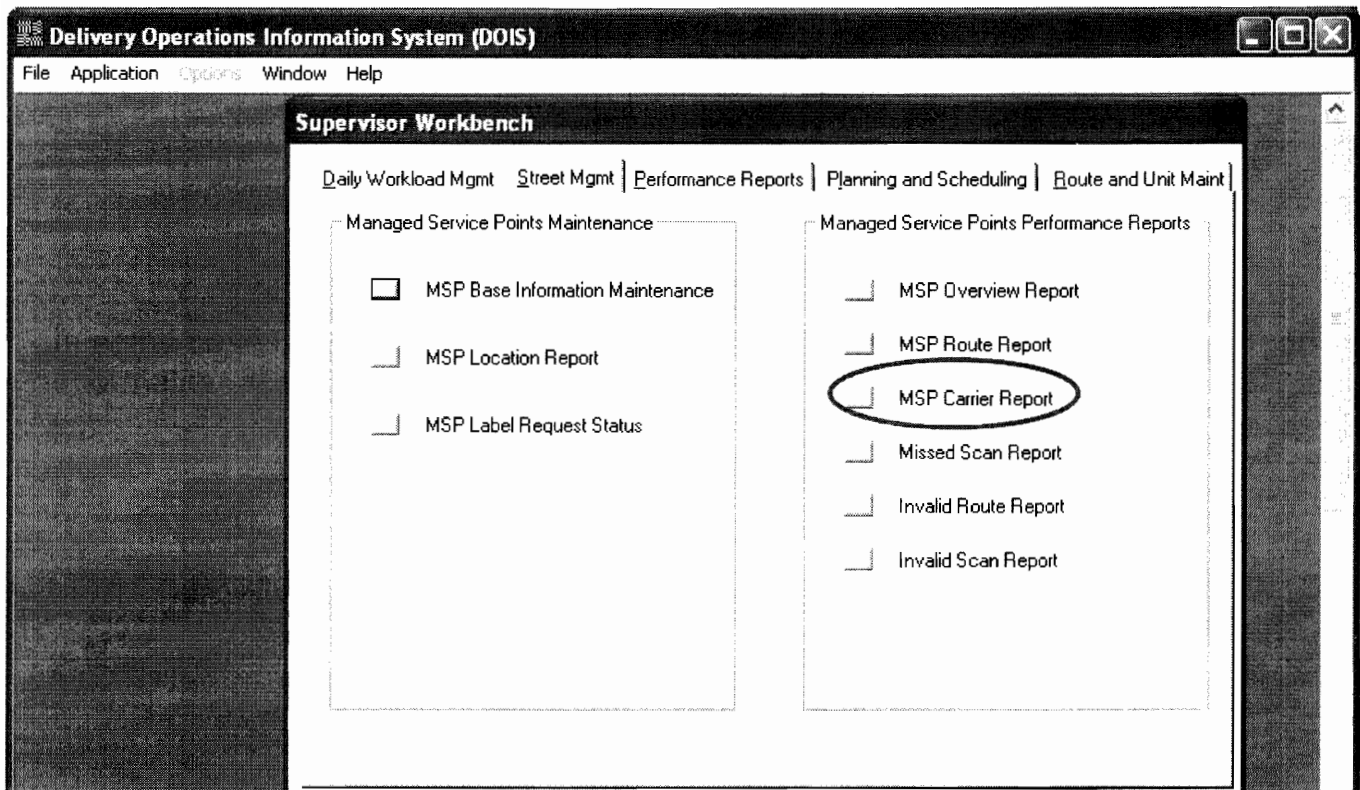 Delivery Operations Information System (DOIS)
File Application Options Window Help
Supervisor Workbench
Daily Workload Mgmt Street Mgmt Performance Reports Planning and Scheduling Route and Unit Maint
Managed Service Points Maintenance
MSP Base Information Maintenance
MSP Location Report
MSP Label Request Status
Managed Service Points Performance Reports
MSP Overview Report
MSP Route Report
MSP Carrier Report
Missed Scan Report
Invalid Route Report
Invalid Scan Report